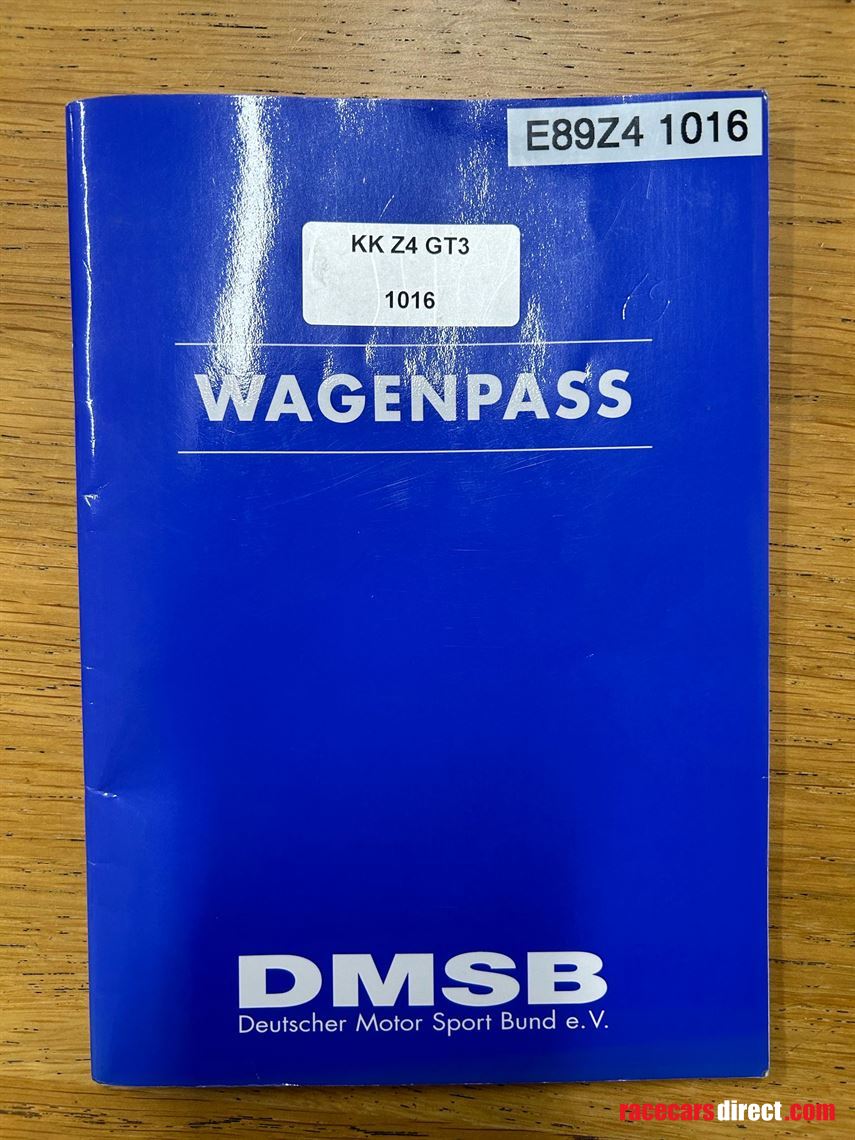 E89Z4 1016
KK Z4 GT3
1016
WAGENPASS
DMSB
Deutscher Motor Sport Bund e.V.
racecarsdirect.com